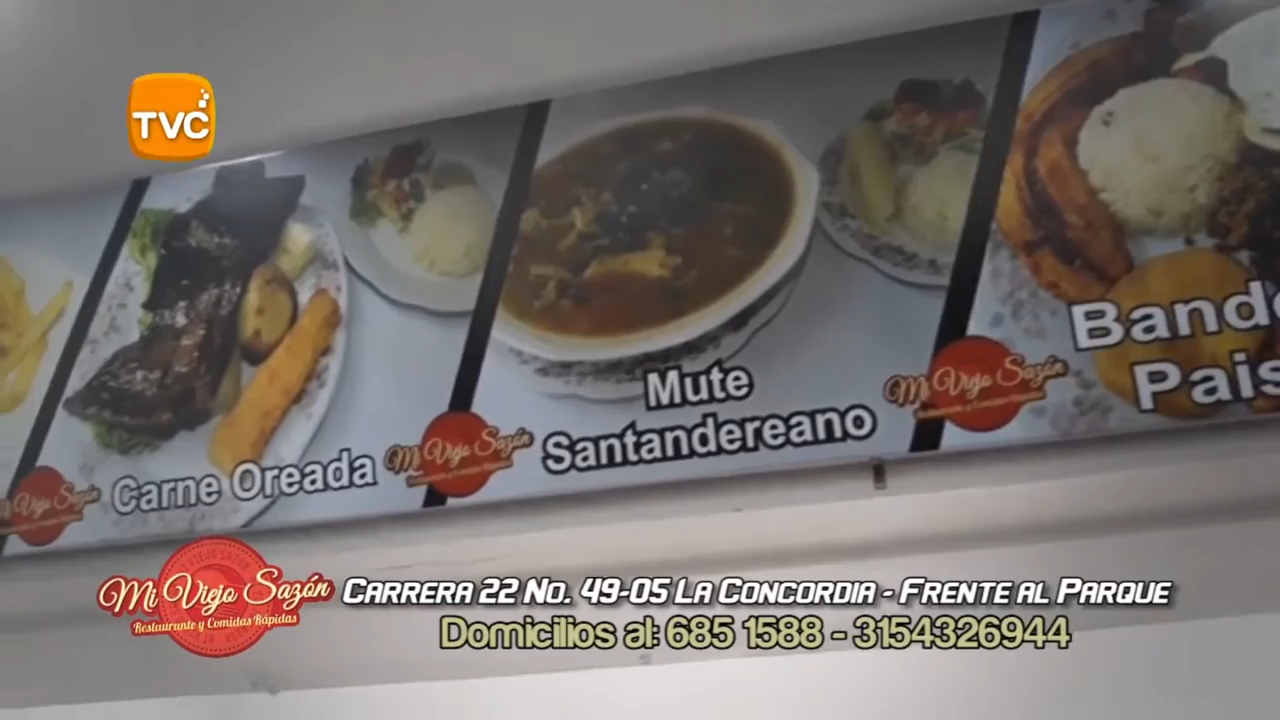 TVC
Bande
Pais
Mute
Santandereano
Mi Viejo Sazón
Carne Oreada
Mi Viejo Sazón
Mi Viejo Sazón
Mi Viejo Sazón
Restaurante y Comidas Rápidas
CARRERA 22 NO. 49-05 LA CONCORDIA - FRENTE AL PARQUE
Domicilios al: 685 1588 - 3154326944